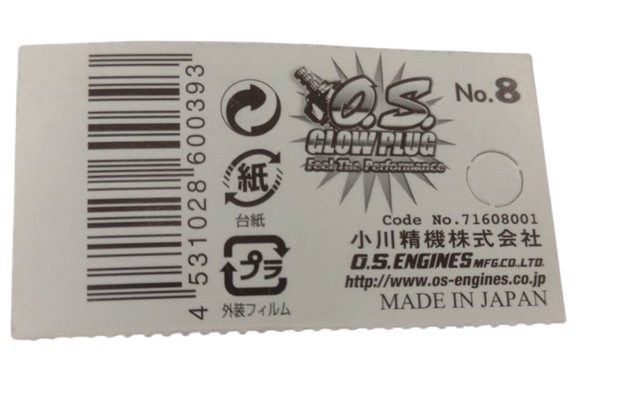 4 531028 600393
紙
台紙
プラ
外装フィルム
O.S.
GLOW PLUG
Feel The Performance
No.8
Code No.71608001
小川精機株式会社
O.S.ENGINES MFG.CO.,LTD.
http://www.os-engines.co.jp
MADE IN JAPAN